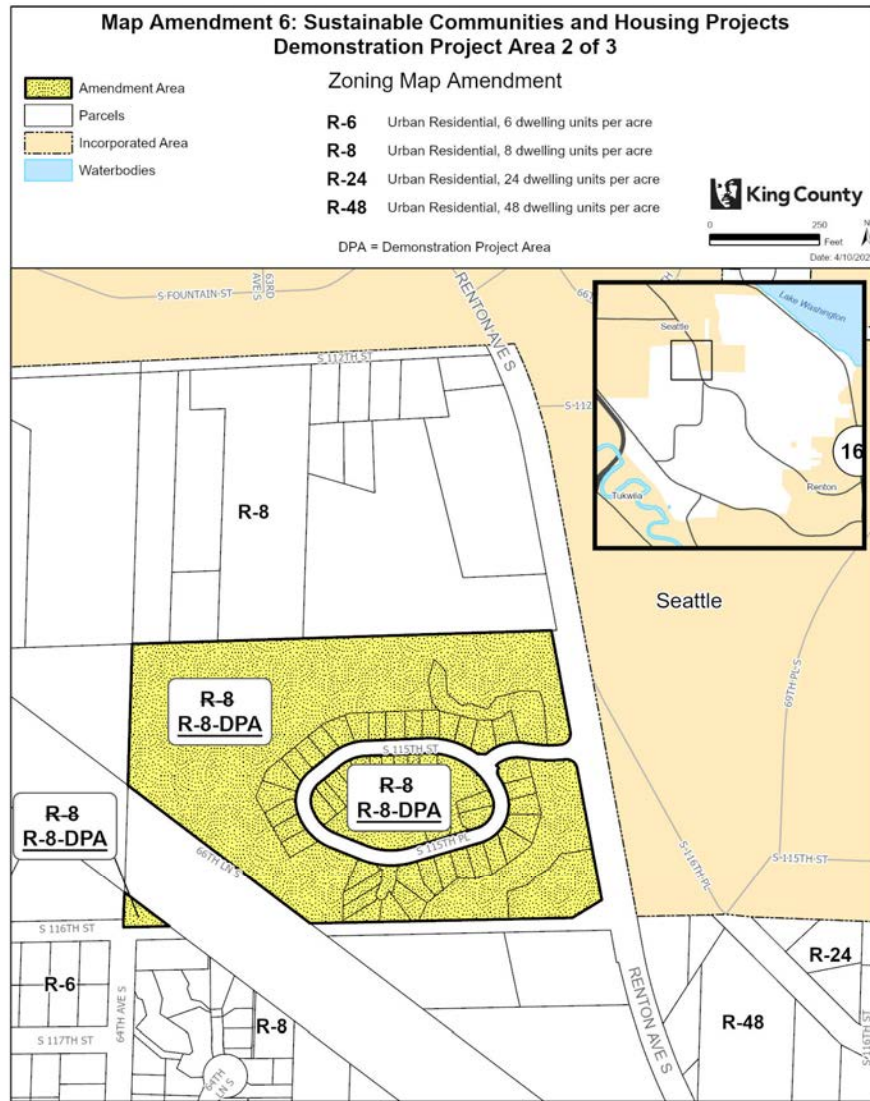 Map Amendment 6: Sustainable Communities and Housing Projects
Demonstration Project Area 2 of 3
Amendment Area
Parcels
Incorporated Area
Waterbodies
Zoning Map Amendment
R-6 Urban Residential, 6 dwelling units per acre
R-8 Urban Residential, 8 dwelling units per acre
R-24 Urban Residential, 24 dwelling units per acre
R-48 Urban Residential, 48 dwelling units per acre
DPA = Demonstration Project Area
King County
0 250
Feet
N
Date: 4/10/202
S FOUNTAIN ST
63RD
AVE S
RENTON AVE S
S 112TH ST
S 112
Lake Washington
Seattle
16
Renton
Tukwila
R-8
Seattle
69TH PL S
R-8
R-8-DPA
S 115TH ST
R-8
R-8-DPA
S 115TH PL
R-8
R-8-DPA
66TH LN S
S 116TH PL
S 115TH ST
S 116TH ST
R-6
64TH AVE S
S 117TH ST
R-8
64TH
LN S
RENTON AVE S
R-24
R-48
S 119TH ST